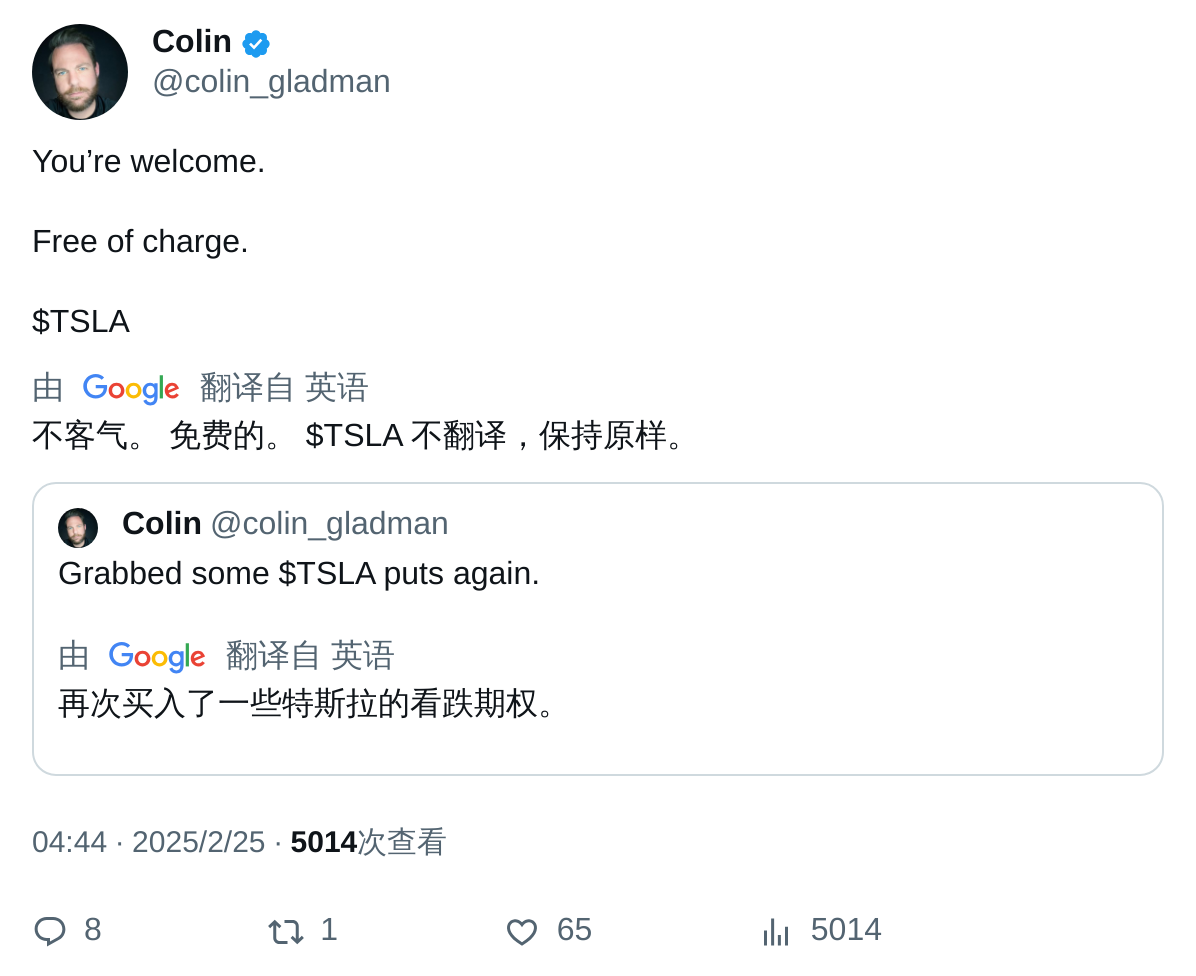 Colin
@colin_gladman
You’re welcome.
Free of charge.
$TSLA
由 Google 翻译自 英语
不客气。 免费的。 $TSLA 不翻译，保持原样。
Colin @colin_gladman
Grabbed some $TSLA puts again.
由 Google 翻译自 英语
再次买入了一些特斯拉的看跌期权。
04:44 · 2025/2/25 · 5014次查看
8 1 65 5014